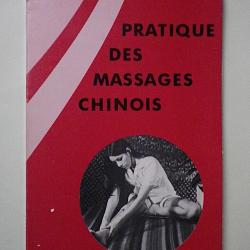 PRATIQUE
DES
MASSAGES
CHINOIS